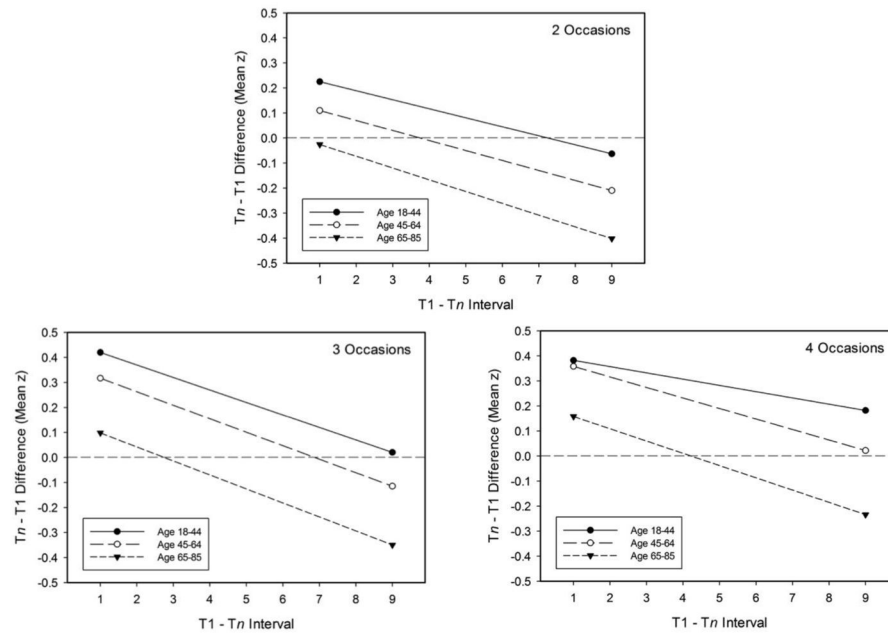 2 Occasions
0.5
0.4
0.3
0.2
0.1
0.0
-0.1
-0.2
-0.3
-0.4
-0.5
Tn - T1 Difference (Mean z)
Age 18-44
Age 45-64
Age 65-85
1 2 3 4 5 6 7 8 9
T1 - Tn Interval
3 Occasions
0.5
0.4
0.3
0.2
0.1
0.0
-0.1
-0.2
-0.3
-0.4
-0.5
Tn - T1 Difference (Mean z)
Age 18-44
Age 45-64
Age 65-85
1 2 3 4 5 6 7 8 9
T1 - Tn Interval
4 Occasions
0.5
0.4
0.3
0.2
0.1
0.0
-0.1
-0.2
-0.3
-0.4
-0.5
Tn - T1 Difference (Mean z)
Age 18-44
Age 45-64
Age 65-85
1 2 3 4 5 6 7 8 9
T1 - Tn Interval